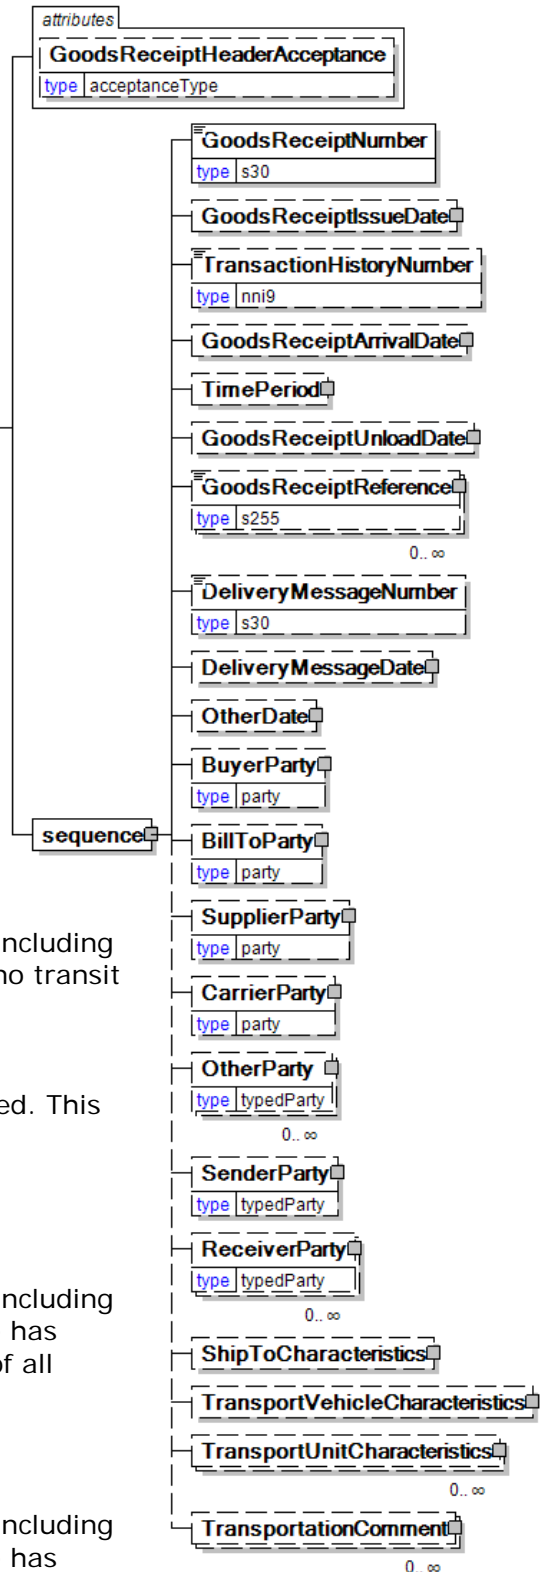 attributes
GoodsReceiptHeaderAcceptance
type acceptanceType
GoodsReceiptNumber
type s30
GoodsReceiptIssueDate
TransactionHistoryNumber
type nni9
GoodsReceiptArrivalDate
TimePeriod
GoodsReceiptUnloadDate
GoodsReceiptReference
type s255
0.. ∞
DeliveryMessageNumber
type s30
DeliveryMessageDate
OtherDate
BuyerParty
type party
sequence
BillToParty
type party
SupplierParty
type party
ncluding
no transit
CarrierParty
type party
OtherParty
type typedParty
0.. ∞
ed. This
SenderParty
type typedParty
ReceiverParty
type typedParty
0.. ∞
ncluding
has
of all
ShipToCharacteristics
TransportVehicleCharacteristics
TransportUnitCharacteristics
0.. ∞
ncluding
has
TransportationComment
0.. ∞